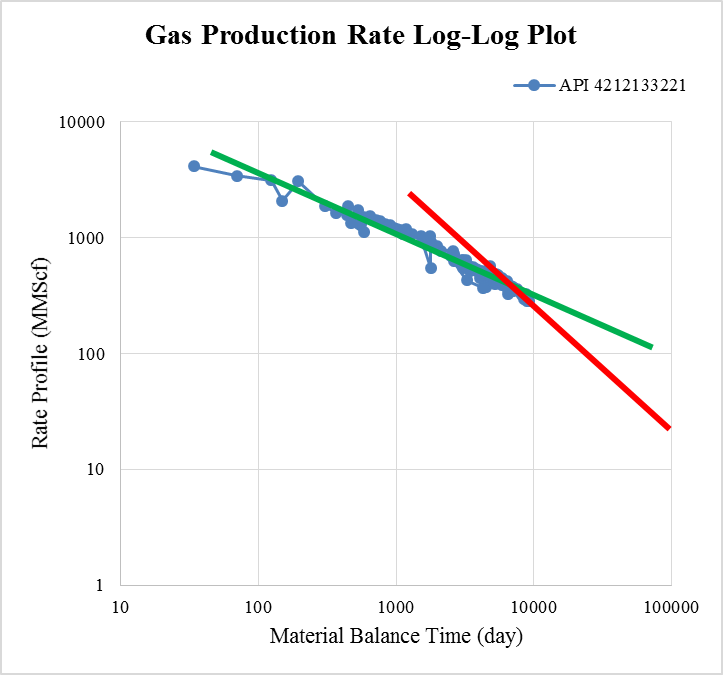 Gas Production Rate Log-Log Plot
API 4212133221
10000
1000
100
10
1
Rate Profile (MMScf)
10 100 1000 10000 100000
Material Balance Time (day)